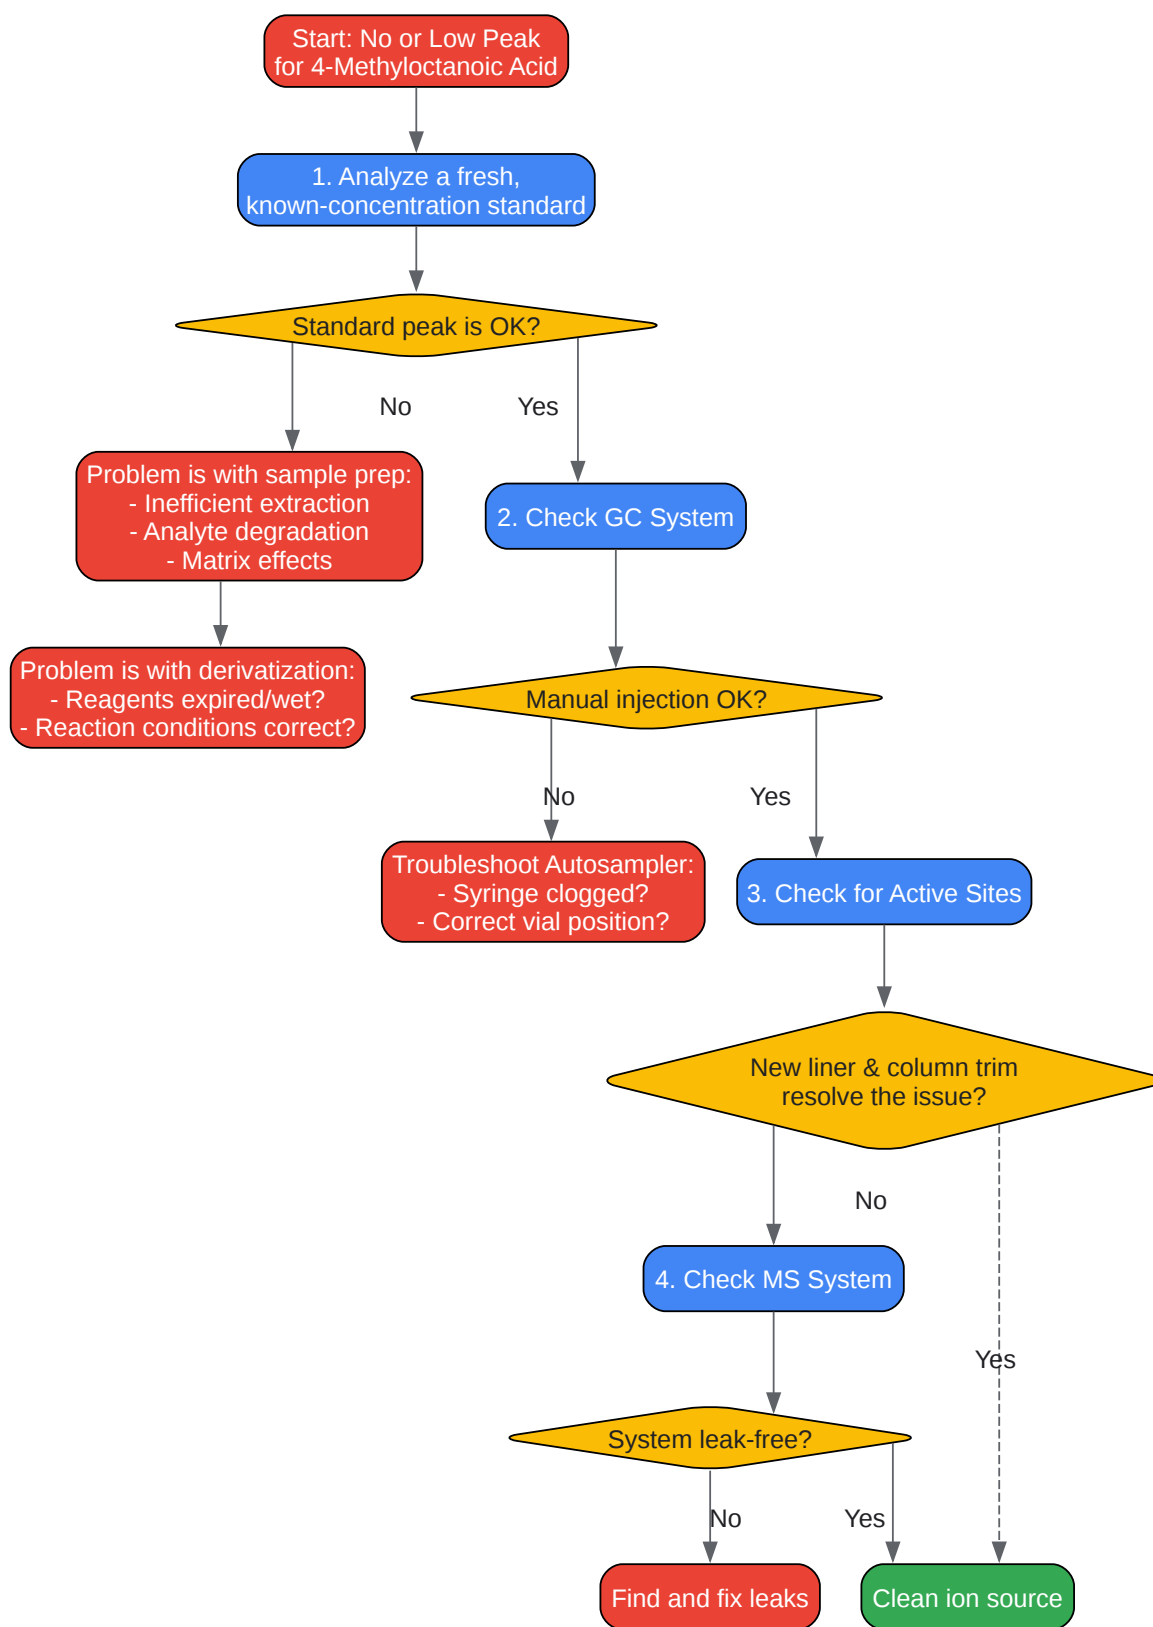 Start: No or Low Peak
for 4-Methyloctanoic Acid
1. Analyze a fresh,
known-concentration standard
Standard peak is OK?
No
Yes
Problem is with sample prep:
- Inefficient extraction
- Analyte degradation
- Matrix effects
2. Check GC System
Problem is with derivatization:
- Reagents expired/wet?
- Reaction conditions correct?
Manual injection OK?
No
Yes
Troubleshoot Autosampler:
- Syringe clogged?
- Correct vial position?
3. Check for Active Sites
New liner & column trim
resolve the issue?
No
4. Check MS System
Yes
System leak-free?
No
Yes
Find and fix leaks
Clean ion source